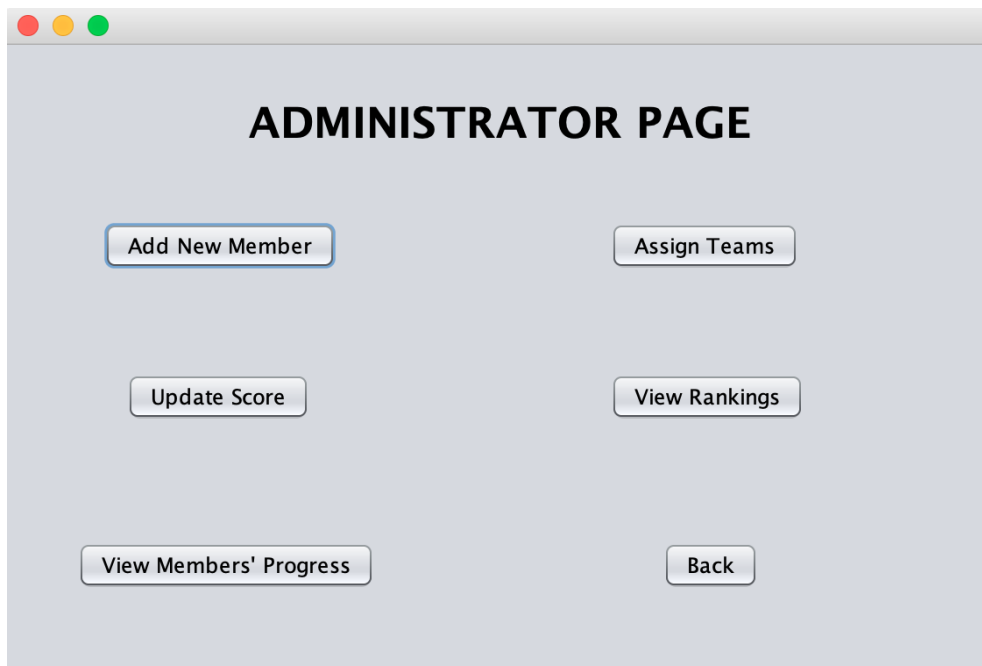 ADMINISTRATOR PAGE
Add New Member
Assign Teams
Update Score
View Rankings
View Members' Progress
Back